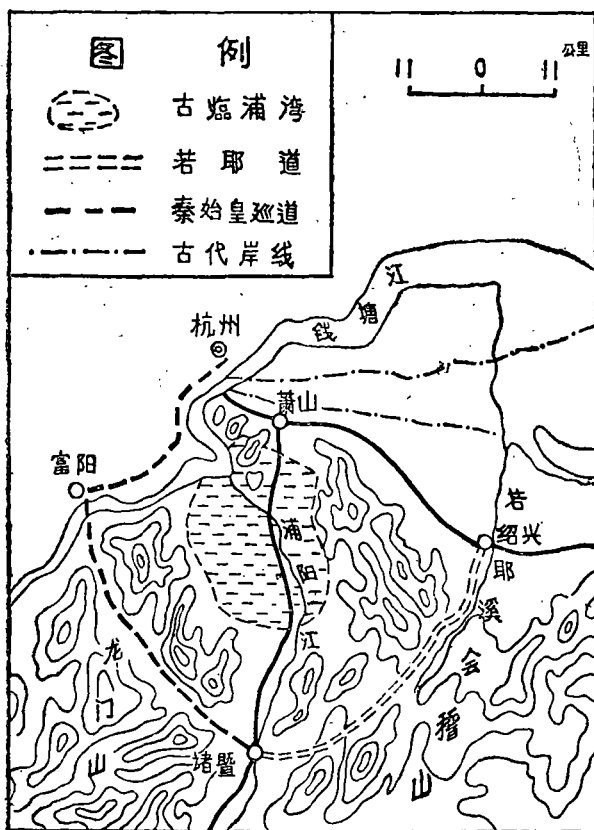 图 例
古临浦湾
若耶道
秦始皇巡道
古代岸线
11 0 11 公里
钱塘江
杭州
萧山
富阳
浦阳江
若耶溪
绍兴
会稽山
龙门山
诸暨